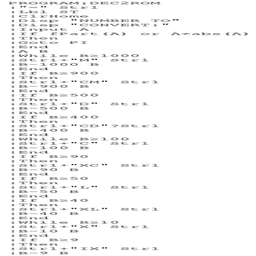 PROGRAM:DEC2ROM
:"=" Str1
:Lbl ST
:ClrHome
:Disp "NUMBER TO"
:Disp "CONVERT:"
:Input A
:If fPart(A) or A≠abs(A)
:Then
:Goto PI
:End
:A B
:While B≥1000
:Str1+"M" Str1
:B-1000 B
:End
:If B≥900
:Then
:Str1+"CM" Str1
:B-900 B
:End
:If B≥500
:Then
:Str1+"D" Str1
:B-500 B
:End
:If B≥400
:Then
:Str1+"CD"?Str1
:B-400 B
:End
:While B≥100
:Str1+"C" Str1
:B-100 B
:End
:If B≥90
:Then
:Str1+"XC" Str1
:B-90 B
:End
:If B≥50
:Then
:Str1+"L" Str1
:B-50 B
:End
:If B≥40
:Then
:Str1+"XL" Str1
:B-40 B
:End
:While B≥10
:Str1+"X" Str1
:B-10 B
:End
:If B≥9
:Then
:Str1+"IX" Str1
:B-9 B